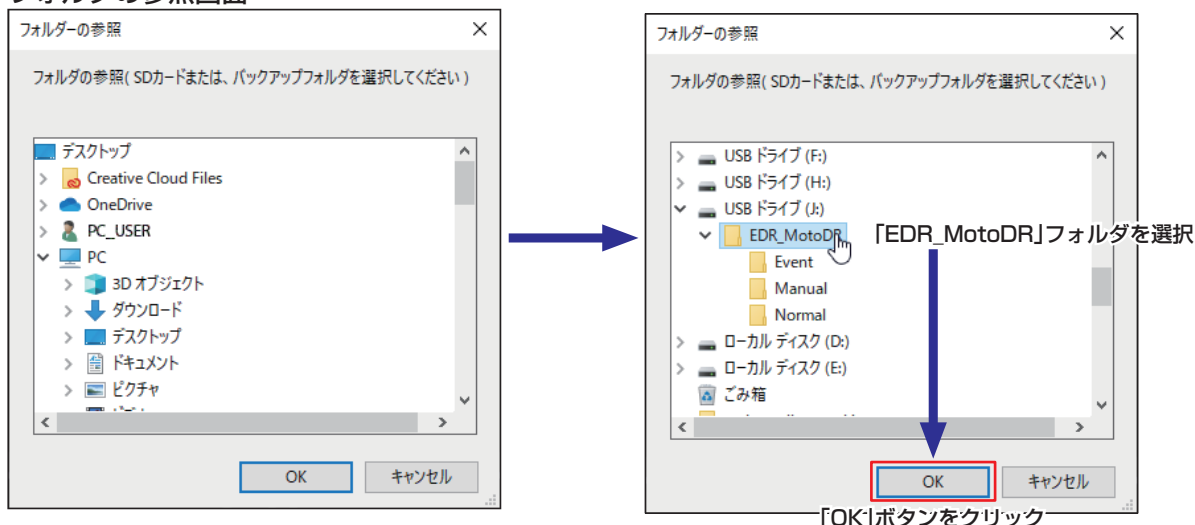 フォルダの参照画面
フォルダーの参照
フォルダの参照( SDカードまたは、バックアップフォルダを選択してください )
デスクトップ
Creative Cloud Files
OneDrive
PC_USER
PC
3D オブジェクト
ダウンロード
デスクトップ
ドキュメント
ピクチャ
OK
キャンセル
フォルダーの参照
フォルダの参照( SDカードまたは、バックアップフォルダを選択してください )
USB ドライブ (F:)
USB ドライブ (H:)
USB ドライブ (J:)
EDR_MotoDR
「EDR_MotoDR」フォルダを選択
Event
Manual
Normal
ローカル ディスク (D:)
ローカル ディスク (E:)
ごみ箱
OK
キャンセル
「OK」ボタンをクリック